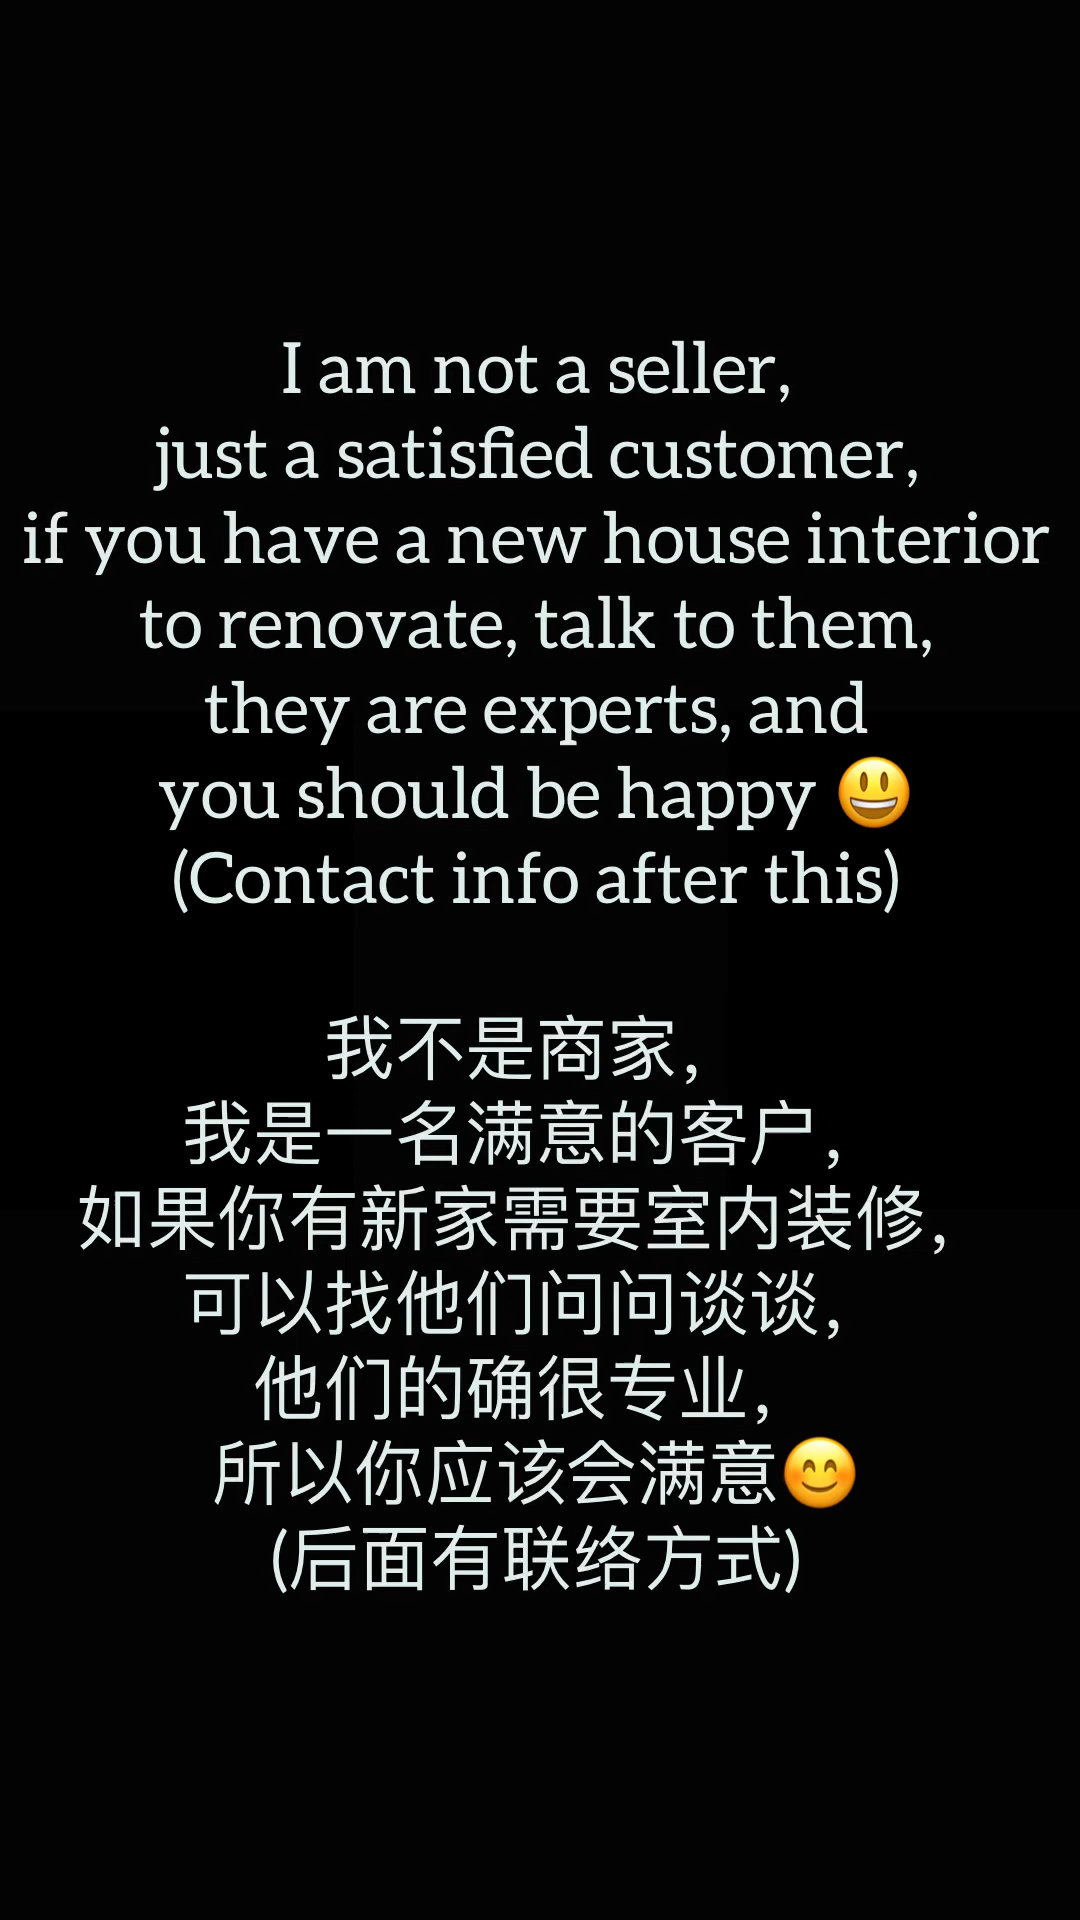 I am not a seller,
just a satisfied customer,
if you have a new house interior
to renovate, talk to them,
they are experts, and
you should be happy 😃
(Contact info after this)
我不是商家，
我是一名满意的客户，
如果你有新家需要室内装修，
可以找他们问问谈谈，
他们的确很专业，
所以你应该会满意😊
(后面有联络方式)